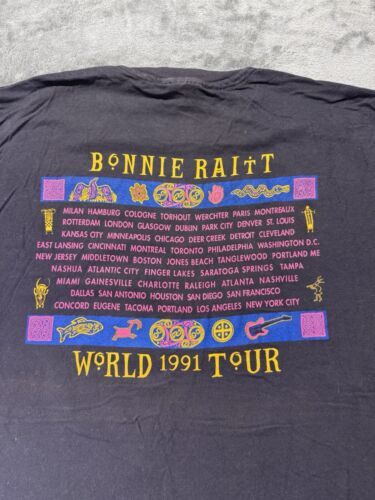 BONNIE RAITT
MILAN HAMBURG COLOGNE TORHOUT WERCHTER PARIS MONTREAUX
ROTTERDAM LONDON GLASGOW DUBLIN PARK CITY DENVER ST. LOUIS
KANSAS CITY MINNEAPOLIS CHICAGO DEER CREEK DETROIT CLEVELAND
EAST LANSING CINCINNATI MONTREAL TORONTO PHILADELPHIA WASHINGTON D.C.
NEW JERSEY MIDDLETOWN BOSTON JONES BEACH TANGLEWOOD PORTLAND ME
NASHUA ATLANTIC CITY FINGER LAKES SARATOGA SPRINGS TAMPA
MIAMI GAINESVILLE CHARLOTTE RALEIGH ATLANTA NASHVILLE
DALLAS SAN ANTONIO HOUSTON SAN DIEGO SAN FRANCISCO
CONCORD EUGENE TACOMA PORTLAND LOS ANGELES NEW YORK CITY
WORLD 1991 TOUR